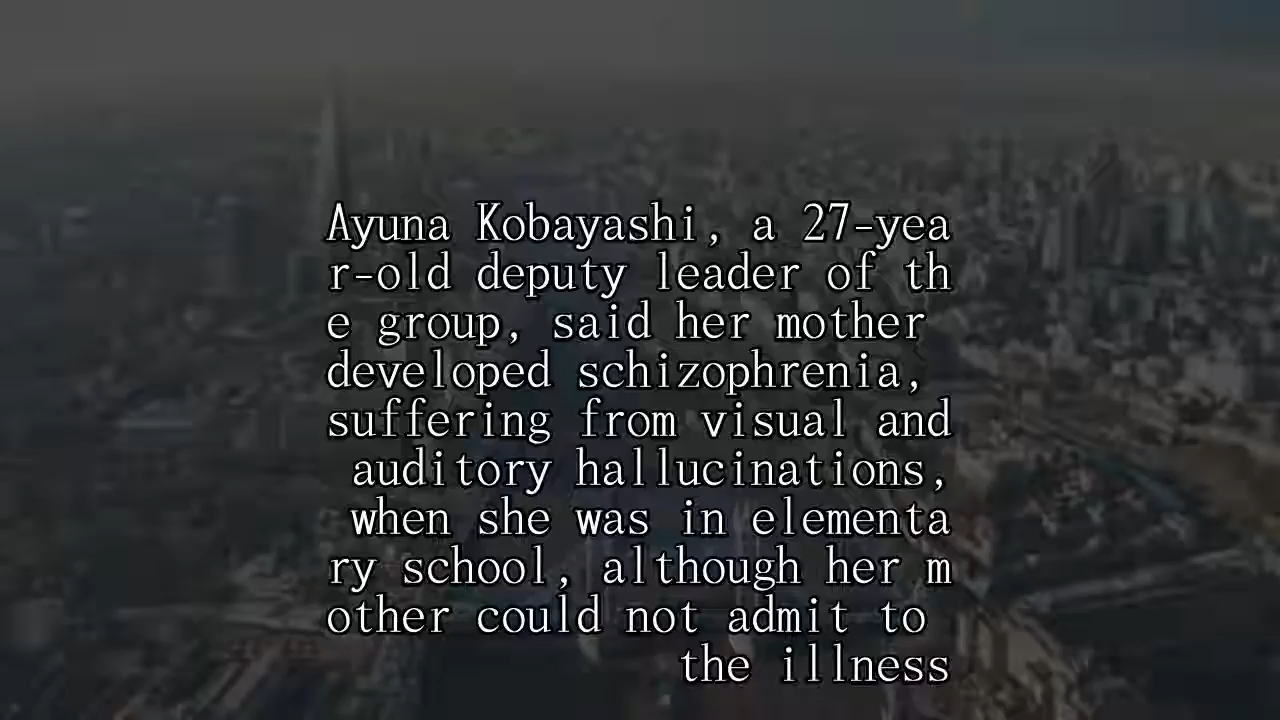 Ayuna Kobayashi, a 27-yea
r-old deputy leader of th
e group, said her mother
developed schizophrenia,
suffering from visual and
auditory hallucinations,
when she was in elementa
ry school, although her m
other could not admit to
the illness